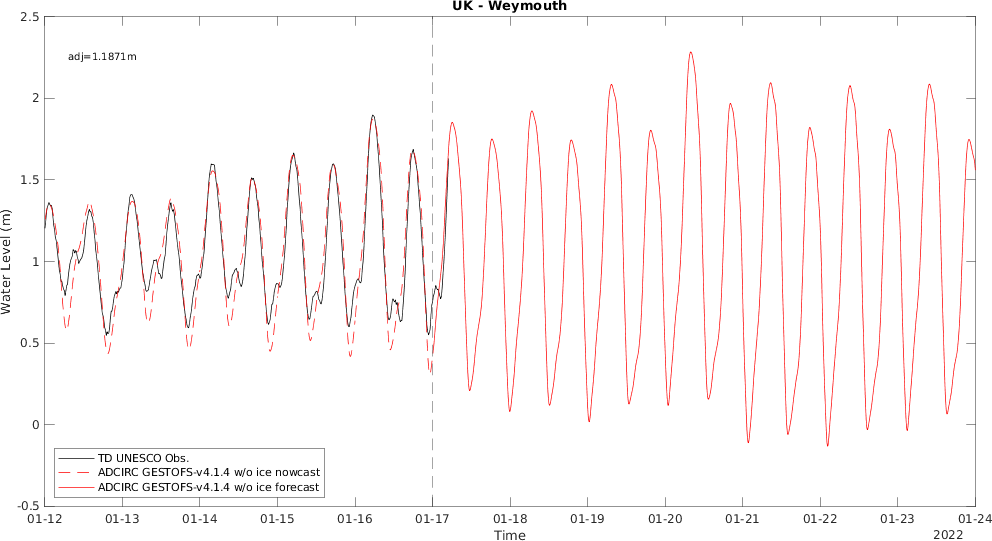 UK - Weymouth
adj=1.1871m
2.5
2
1.5
1
0.5
0
-0.5
Water Level (m)
TD UNESCO Obs.
ADCIRC GESTOFS-v4.1.4 w/o ice nowcast
ADCIRC GESTOFS-v4.1.4 w/o ice forecast
01-12 01-13 01-14 01-15 01-16 01-17 01-18 01-19 01-20 01-21 01-22 01-23 01-24
Time
2022